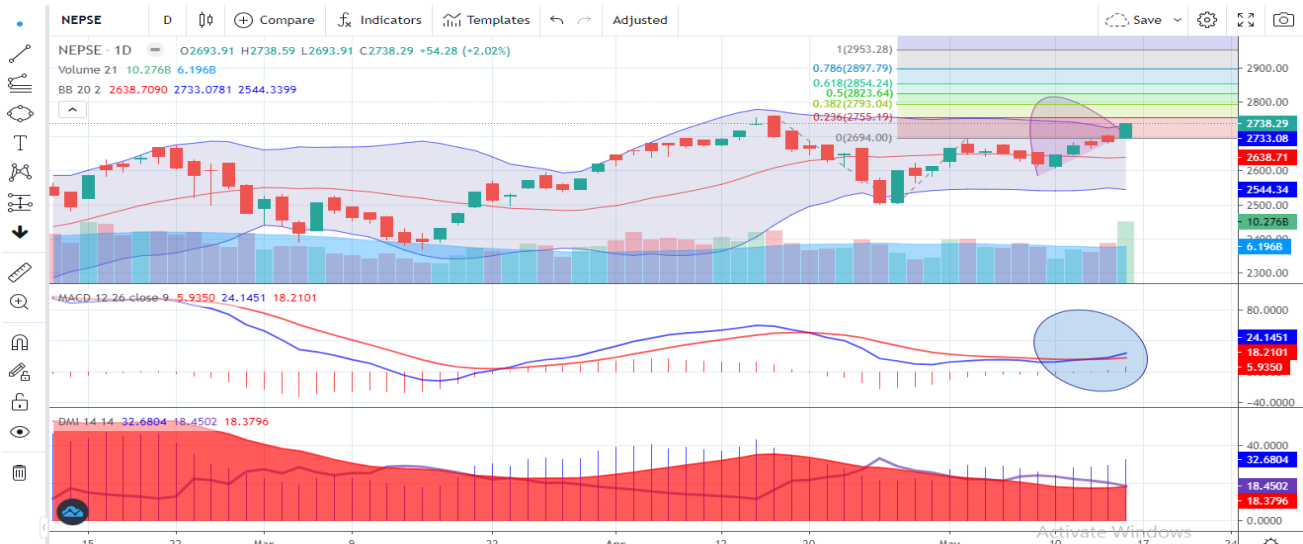 NEPSE D Compare Indicators Templates Adjusted Save
NEPSE · 1D O2693.91 H2738.59 L2693.91 C2738.29 +54.28 (+2.02%)
Volume 21 10.276B 6.196B
BB 20 2 2638.7090 2733.0781 2544.3399
1(2953.28)
0.786(2897.79)
0.618(2854.24)
0.5(2823.64)
0.382(2793.04)
0.236(2755.19)
0(2694.00)
2900.00
2800.00
2738.29
2733.08
2638.71
2600.00
2544.34
2500.00
10.276B
2400.00
6.196B
2300.00
MACD 12 26 close 9 5.9350 24.1451 18.2101
80.0000
24.1451
18.2101
5.9350
−40.0000
DMI 14 14 32.6804 18.4502 18.3796
40.0000
32.6804
18.4502
18.3796
0.0000
Activate Windows
15 22 Mar 9 22 Apr 12 20 May 10 17 24